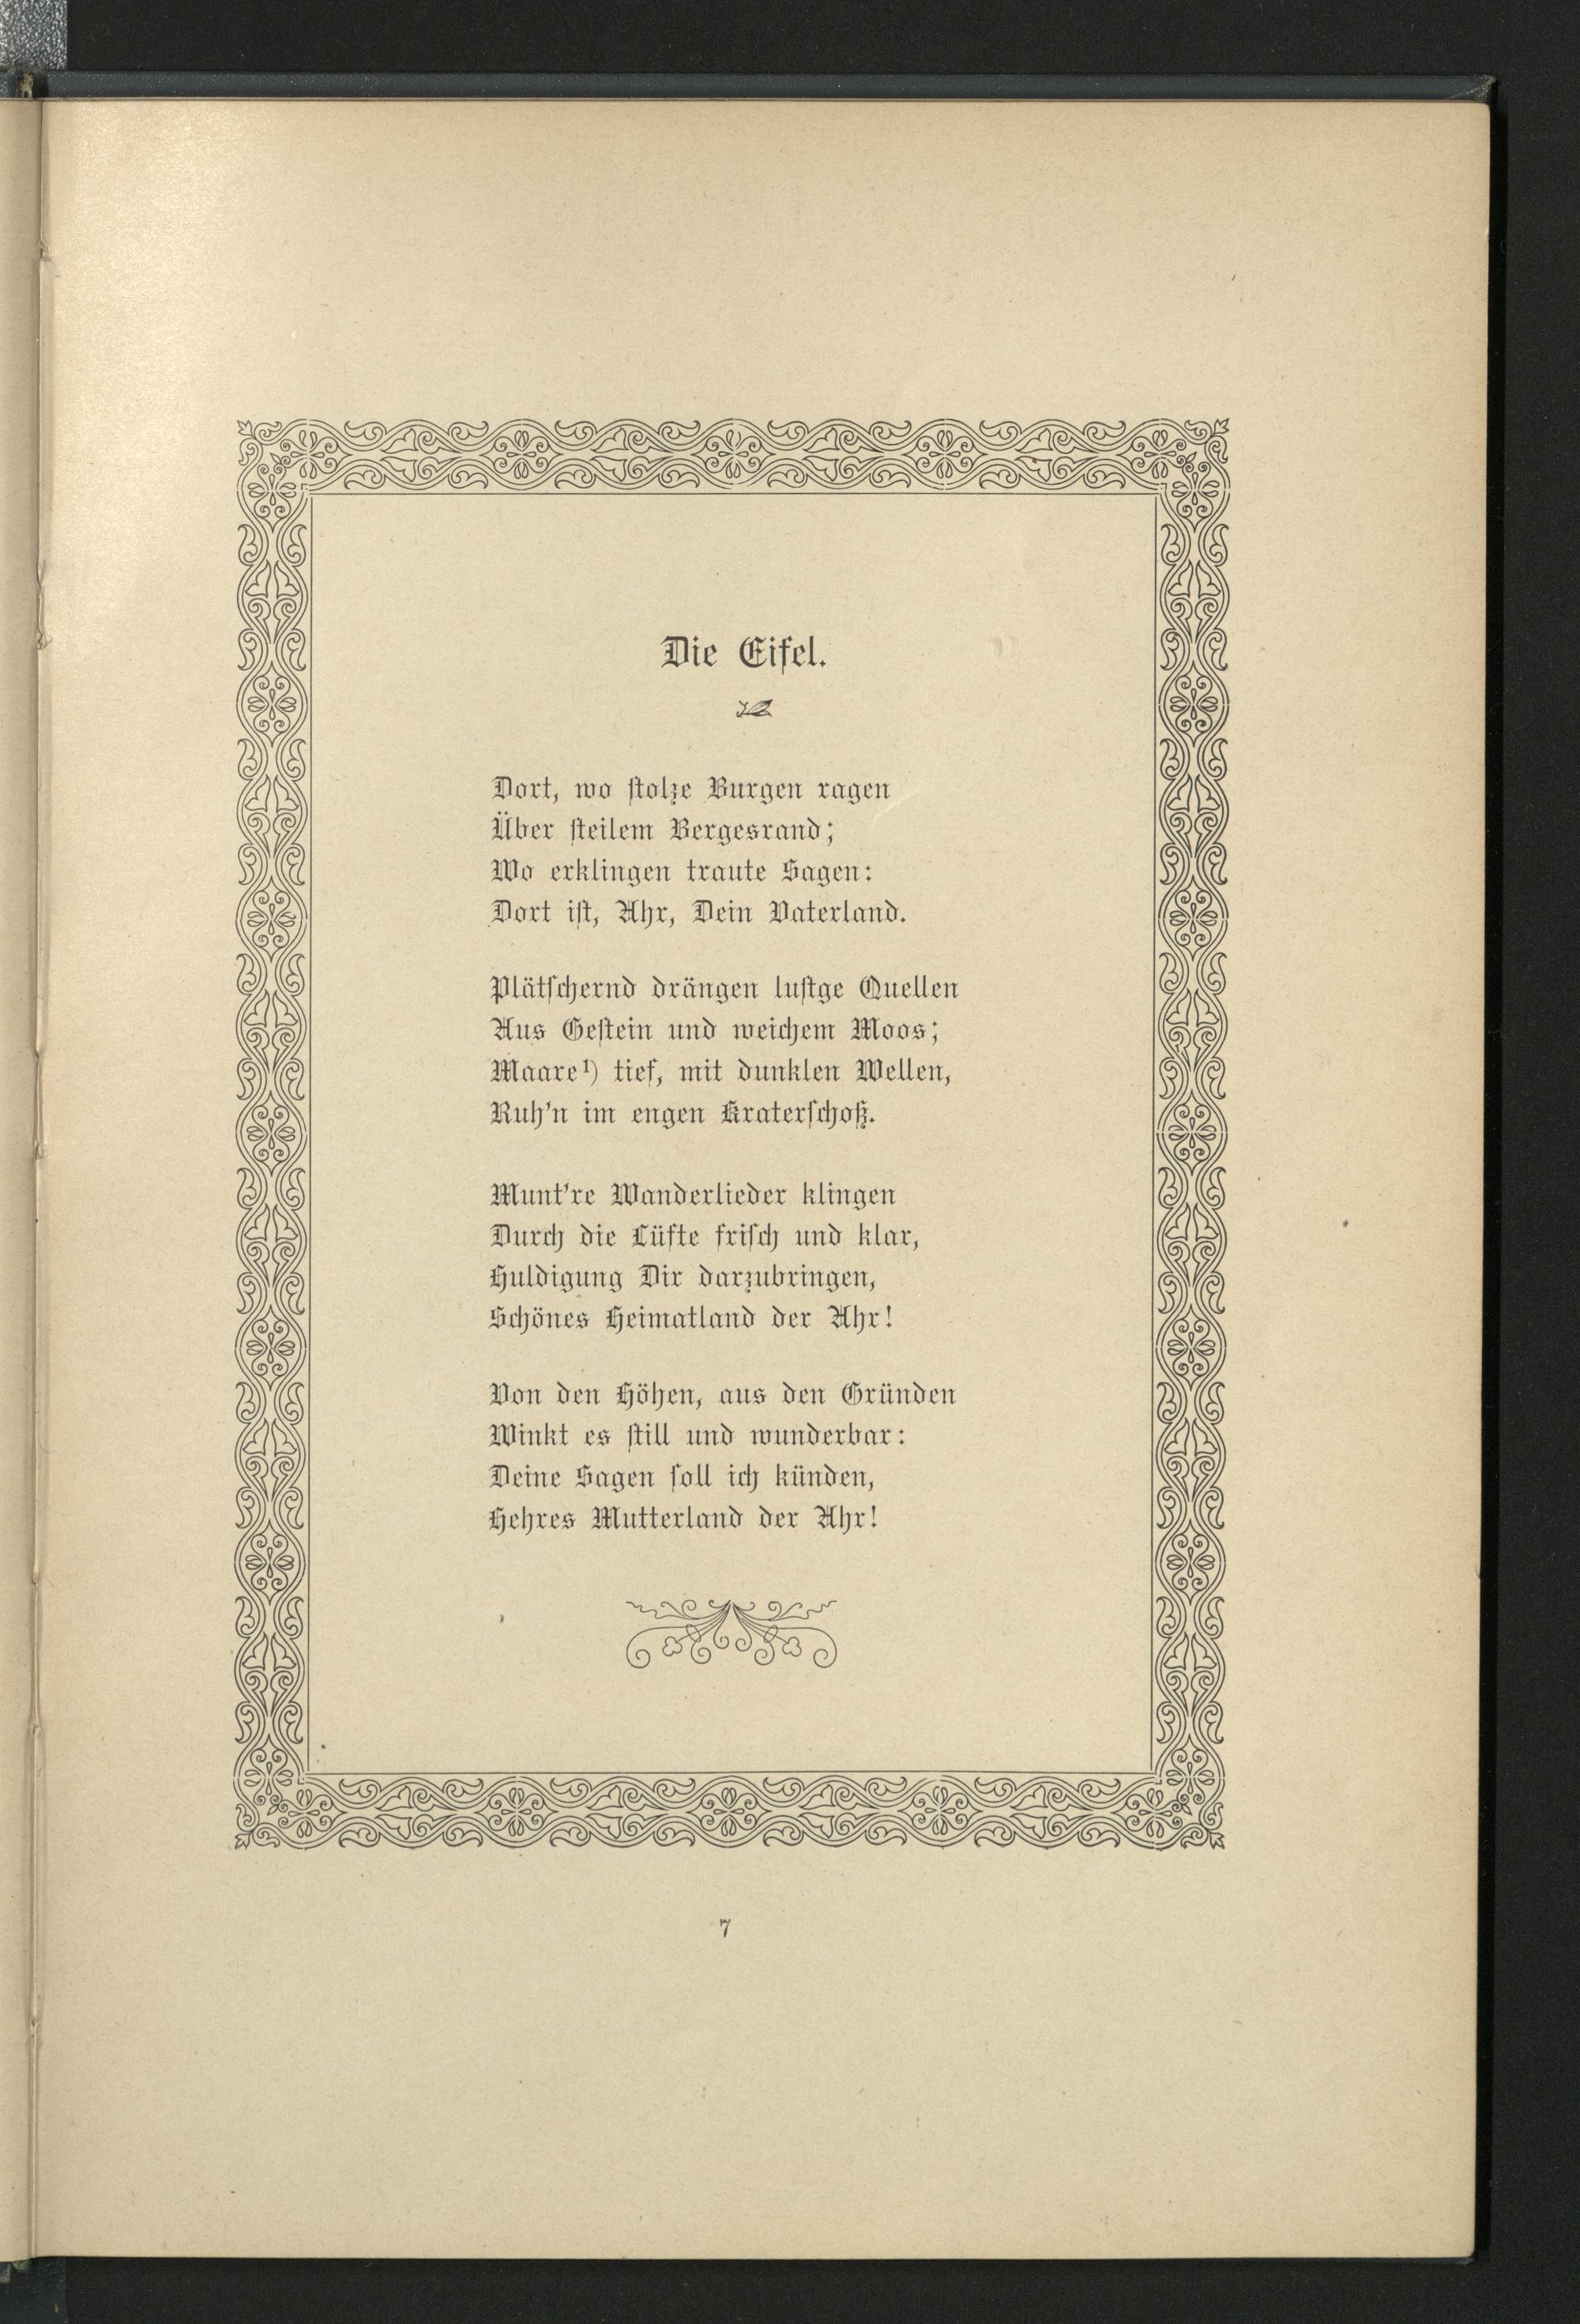 Die Eifel.
Dort, wo stolze Burgen ragen
Über steilem Bergesrand;
Wo erklingen traute Sagen:
Dort ist, Ahr, Dein Vaterland.
Plätschernd drängen lustge Quellen
Aus Gestein und weichem Moos;
Maare¹) tief, mit dunklen Wellen,
Ruh'n im engen Kraterschoß.
Munt're Wanderlieder klingen
Durch die Lüfte frisch und klar,
Huldigung Dir darzubringen,
Schönes Heimatland der Ahr!
Von den Höhen, aus den Gründen
Winkt es still und wunderbar:
Deine Sagen soll ich künden,
Hehres Mutterland der Ahr!
7